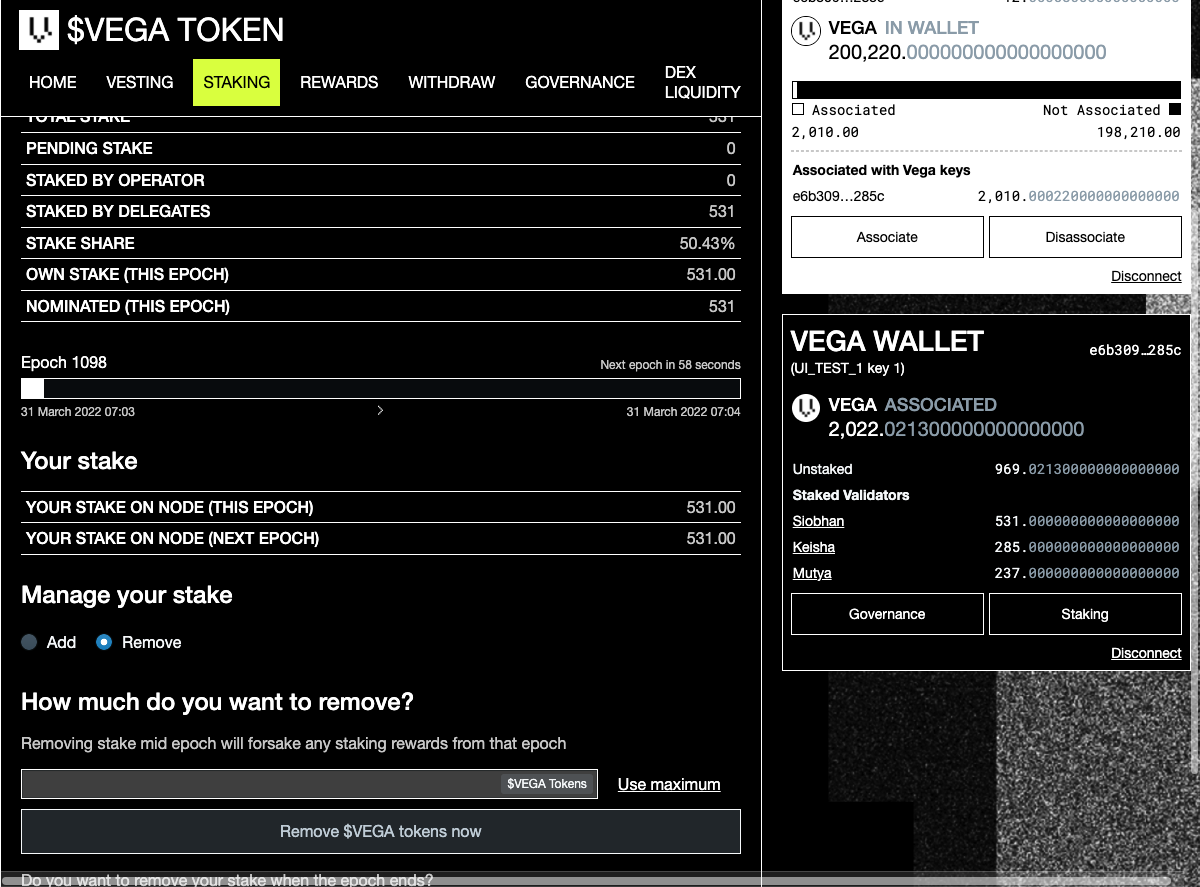 $VEGA TOKEN
HOME VESTING STAKING REWARDS WITHDRAW GOVERNANCE DEX LIQUIDITY
TOTAL STAKE 531
PENDING STAKE 0
STAKED BY OPERATOR 0
STAKED BY DELEGATES 531
STAKE SHARE 50.43%
OWN STAKE (THIS EPOCH) 531.00
NOMINATED (THIS EPOCH) 531
Epoch 1098 Next epoch in 58 seconds
31 March 2022 07:03 > 31 March 2022 07:04
Your stake
YOUR STAKE ON NODE (THIS EPOCH) 531.00
YOUR STAKE ON NODE (NEXT EPOCH) 531.00
Manage your stake
Add Remove
How much do you want to remove?
Removing stake mid epoch will forsake any staking rewards from that epoch
$VEGA Tokens Use maximum
Remove $VEGA tokens now
Do you want to remove your stake when the epoch ends?
VEGA IN WALLET
200,220.000000000000000000
Associated Not Associated
2,010.00 198,210.00
Associated with Vega keys
e6b309…285c 2,010.000220000000000000
Associate Disassociate
Disconnect
VEGA WALLET e6b309…285c
(UI_TEST_1 key 1)
VEGA ASSOCIATED
2,022.021300000000000000
Unstaked 969.021300000000000000
Staked Validators
Siobhan 531.000000000000000000
Keisha 285.000000000000000000
Mutya 237.000000000000000000
Governance Staking
Disconnect